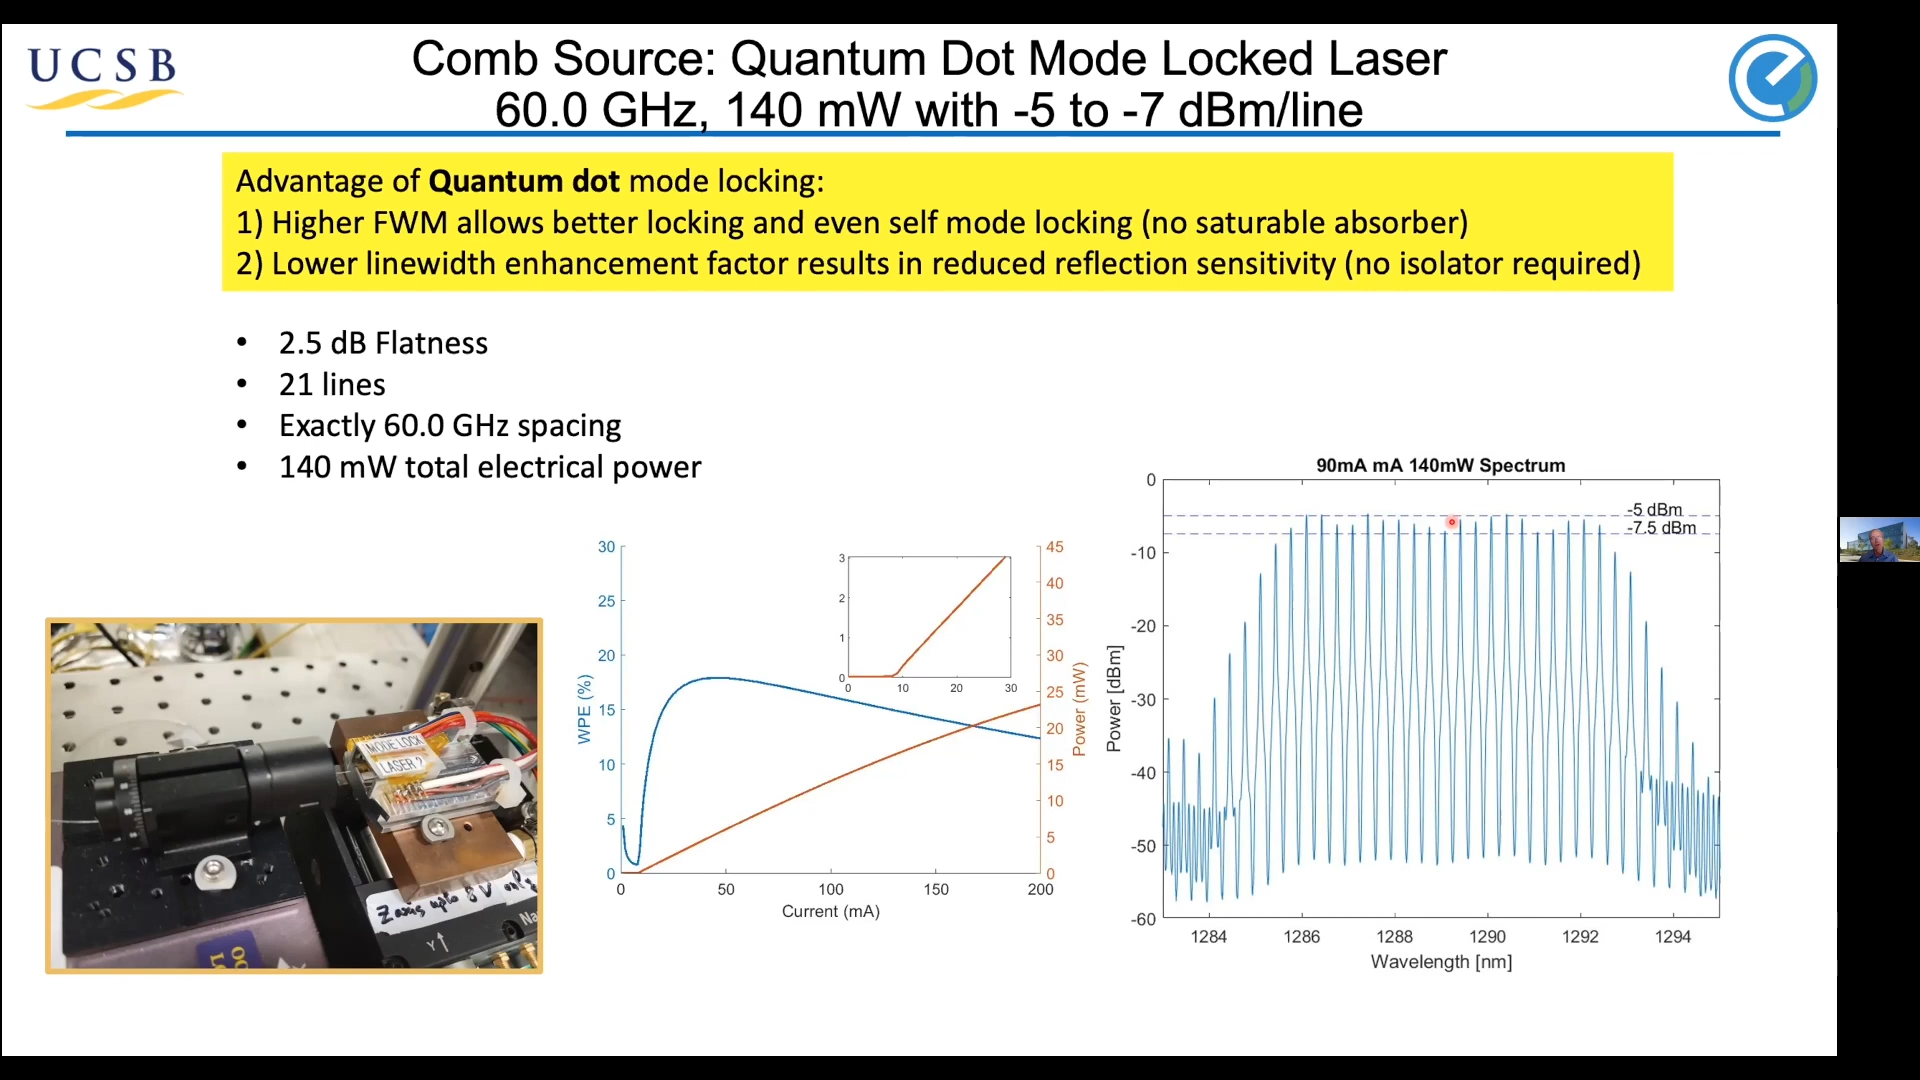 UCSB
Comb Source: Quantum Dot Mode Locked Laser
60.0 GHz, 140 mW with -5 to -7 dBm/line
Advantage of Quantum dot mode locking:
1) Higher FWM allows better locking and even self mode locking (no saturable absorber)
2) Lower linewidth enhancement factor results in reduced reflection sensitivity (no isolator required)
• 2.5 dB Flatness
• 21 lines
• Exactly 60.0 GHz spacing
• 140 mW total electrical power
MODE LOCK
LASER 2
Z axis upto 8 V only
Y↑
Na
30
25
20
15
10
5
0
WPE (%)
0 50 100 150 200
Current (mA)
45
40
35
30
25
20
15
10
5
0
Power (mW)
3
2
1
0
0 10 20 30
90mA mA 140mW Spectrum
-5 dBm
-7.5 dBm
0
-10
-20
-30
-40
-50
-60
Power [dBm]
1284 1286 1288 1290 1292 1294
Wavelength [nm]